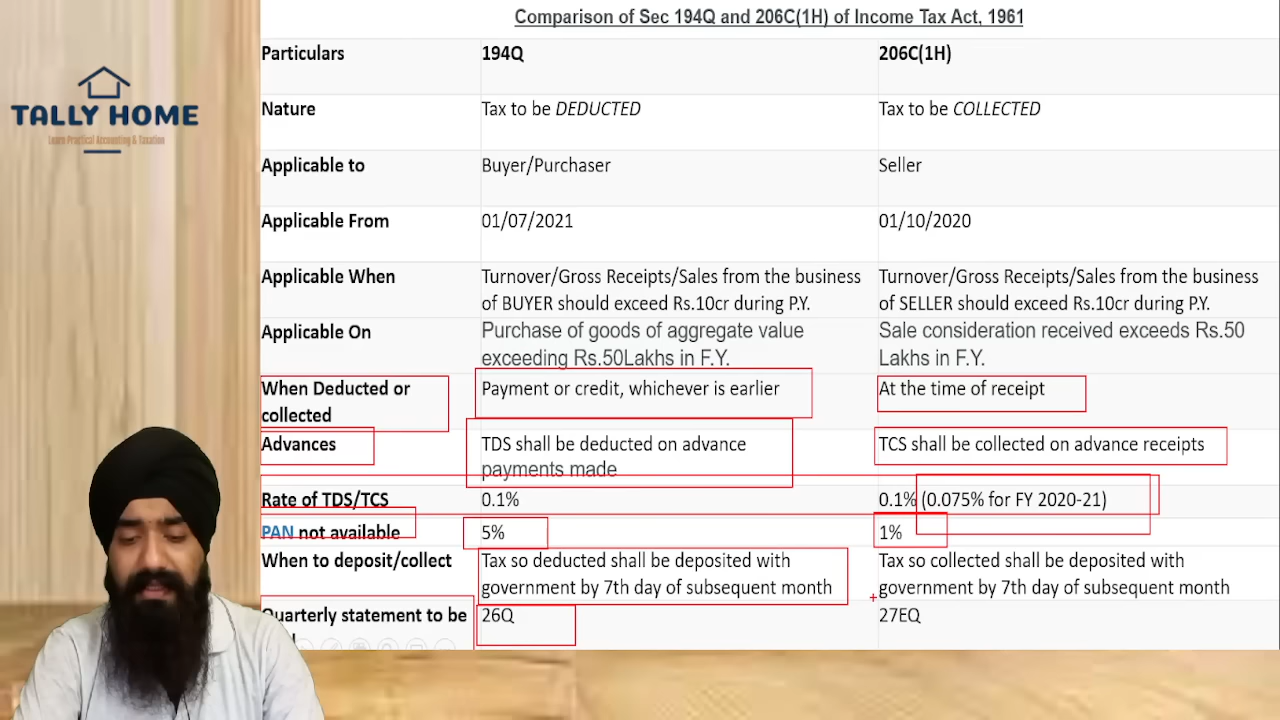 Comparison of Sec 194Q and 206C(1H) of Income Tax Act, 1961
TALLY HOME
Learn Practical Accounting & Taxation
Particulars 194Q 206C(1H)
Nature Tax to be DEDUCTED Tax to be COLLECTED
Applicable to Buyer/Purchaser Seller
Applicable From 01/07/2021 01/10/2020
Applicable When Turnover/Gross Receipts/Sales from the business Turnover/Gross Receipts/Sales from the business
of BUYER should exceed Rs.10cr during P.Y. of SELLER should exceed Rs.10cr during P.Y.
Applicable On Purchase of goods of aggregate value Sale consideration received exceeds Rs.50
exceeding Rs.50Lakhs in F.Y. Lakhs in F.Y.
When Deducted or Payment or credit, whichever is earlier At the time of receipt
collected
Advances TDS shall be deducted on advance TCS shall be collected on advance receipts
payments made
Rate of TDS/TCS 0.1% 0.1% (0.075% for FY 2020-21)
PAN not available 5% 1%
When to deposit/collect Tax so deducted shall be deposited with Tax so collected shall be deposited with
government by 7th day of subsequent month government by 7th day of subsequent month
Quarterly statement to be 26Q 27EQ